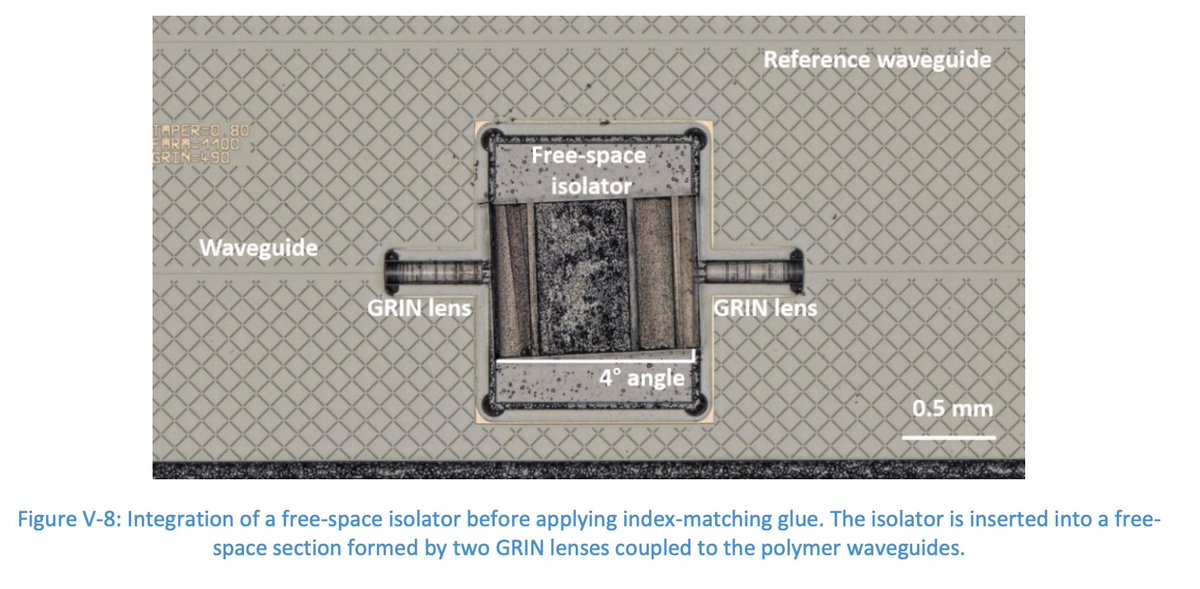 Reference waveguide
TAPER=0.80
GRIN=490
Free-space
isolator
Waveguide
GRIN lens
GRIN lens
4° angle
0.5 mm
Figure V-8: Integration of a free-space isolator before applying index-matching glue. The isolator is inserted into a free-
space section formed by two GRIN lenses coupled to the polymer waveguides.